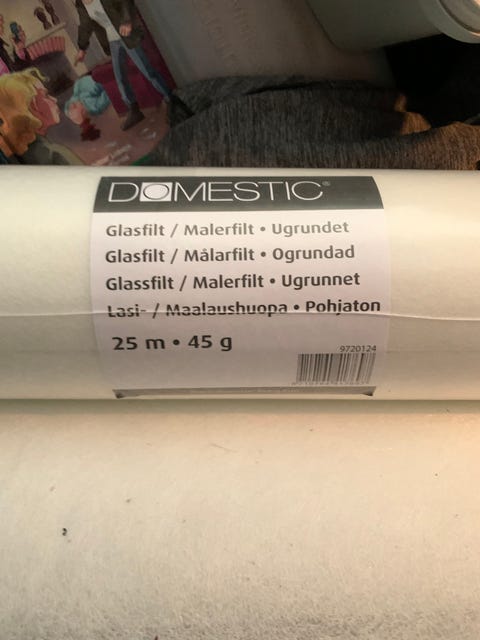 DOMESTIC®
Glasfilt / Malerfilt • Ugrundet
Glasfilt / Målarfilt • Ogrundad
Glassfilt / Malerfilt • Ugrunnet
Lasi- / Maalaushuopa • Pohjaton
25 m • 45 g
9720124